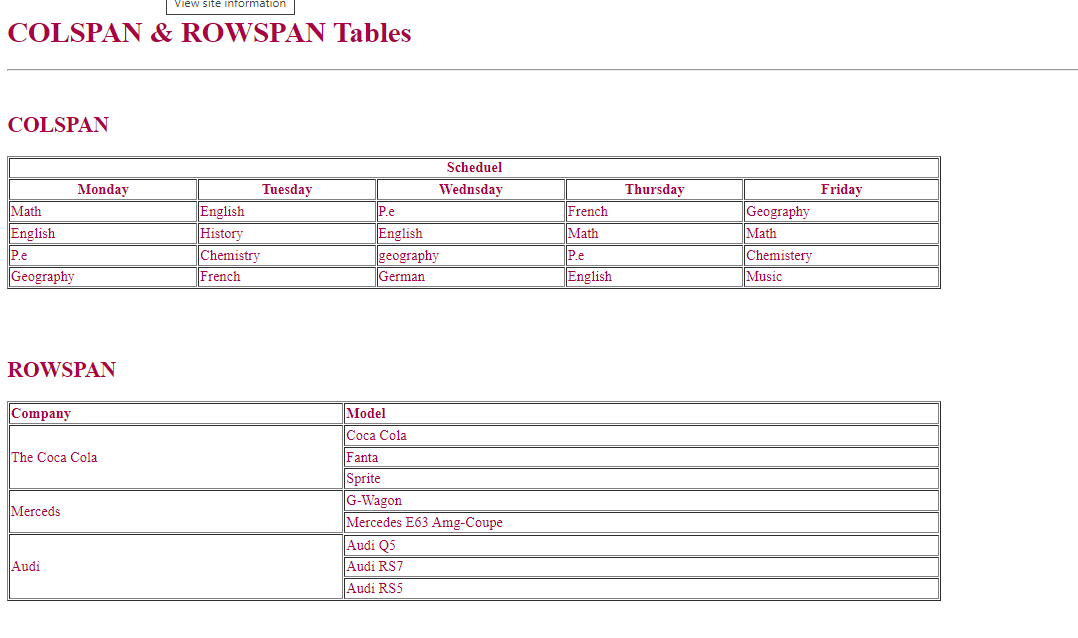 View site information
COLSPAN & ROWSPAN Tables
COLSPAN
Scheduel
Monday Tuesday Wednsday Thursday Friday
Math English P.e French Geography
English History English Math Math
P.e Chemistry geography P.e Chemistery
Geography French German English Music
ROWSPAN
Company Model
The Coca Cola Coca Cola
Fanta
Sprite
Merceds G-Wagon
Mercedes E63 Amg-Coupe
Audi Audi Q5
Audi RS7
Audi RS5